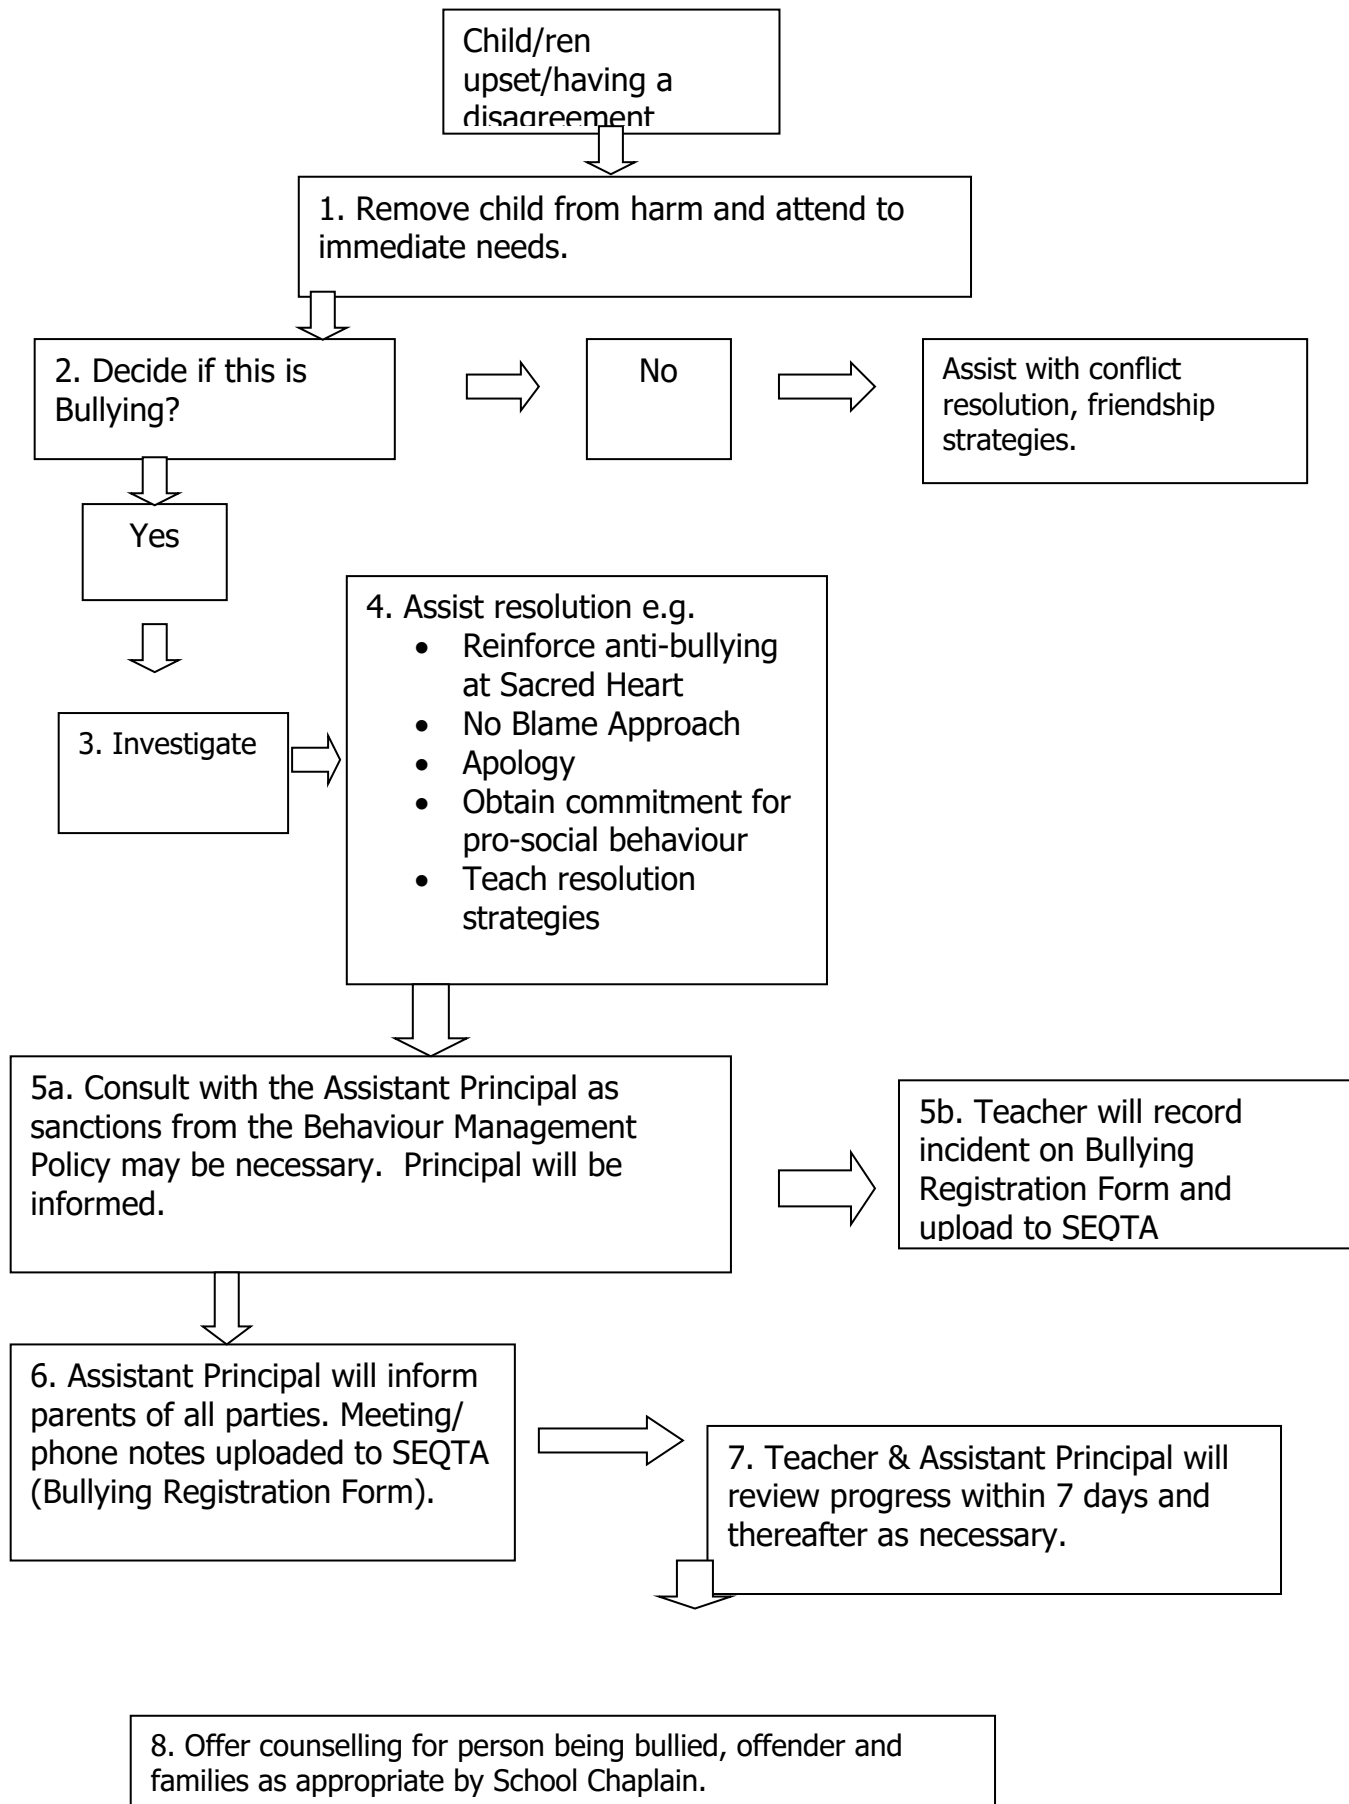 Child/ren
upset/having a
disagreement
1. Remove child from harm and attend to
immediate needs.
2. Decide if this is
Bullying?
No
Assist with conflict
resolution, friendship
strategies.
Yes
3. Investigate
4. Assist resolution e.g.
• Reinforce anti-bullying
at Sacred Heart
• No Blame Approach
• Apology
• Obtain commitment for
pro-social behaviour
• Teach resolution
strategies
5a. Consult with the Assistant Principal as
sanctions from the Behaviour Management
Policy may be necessary.  Principal will be
informed.
5b. Teacher will record
incident on Bullying
Registration Form and
upload to SEQTA
6. Assistant Principal will inform
parents of all parties. Meeting/
phone notes uploaded to SEQTA
(Bullying Registration Form).
7. Teacher & Assistant Principal will
review progress within 7 days and
thereafter as necessary.
8. Offer counselling for person being bullied, offender and
families as appropriate by School Chaplain.